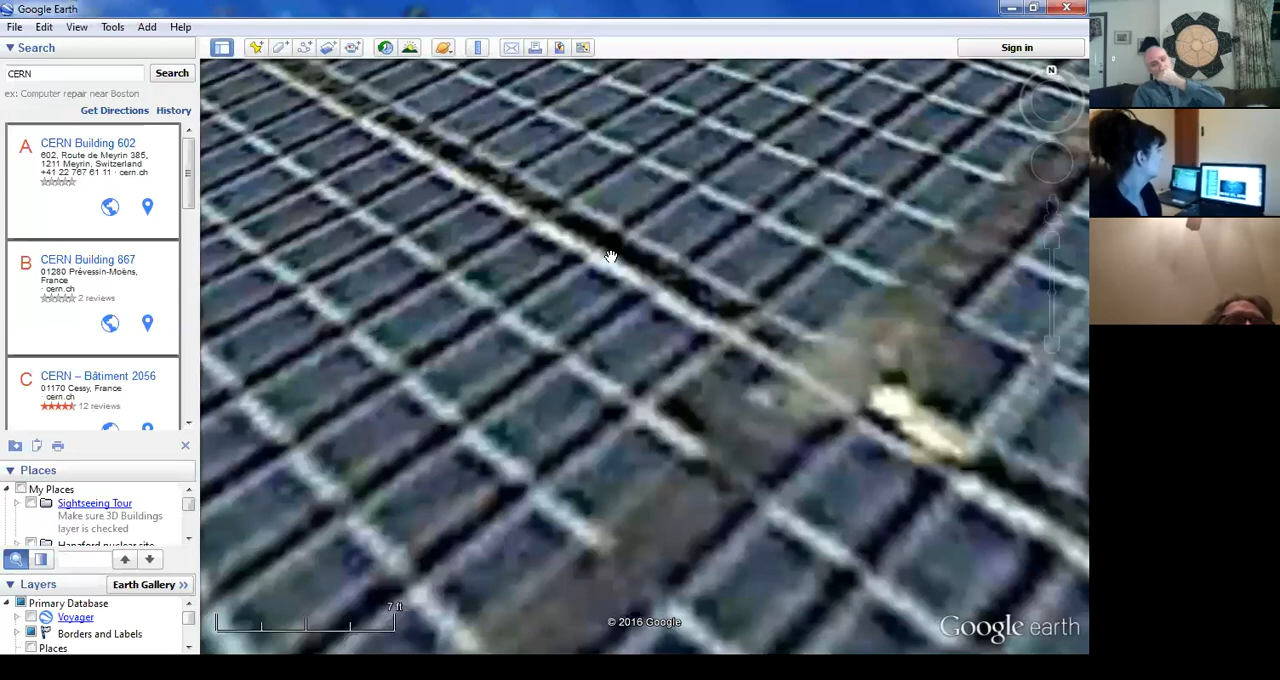 Google Earth
File Edit View Tools Add Help
Search
CERN
Search
ex: Computer repair near Boston
Get Directions History
A CERN Building 602
602, Route de Meyrin 385,
1211 Meyrin, Switzerland
+41 22 767 61 11 · cern.ch
B CERN Building 867
01280 Prévessin-Moëns,
France
· cern.ch
2 reviews
C CERN – Bâtiment 2056
01170 Cessy, France
· cern.ch
12 reviews
Places
My Places
Sightseeing Tour
Make sure 3D Buildings
layer is checked
Layers
Earth Gallery >>
Primary Database
Voyager
Borders and Labels
Places
Sign in
N
7 ft
© 2016 Google
Google earth